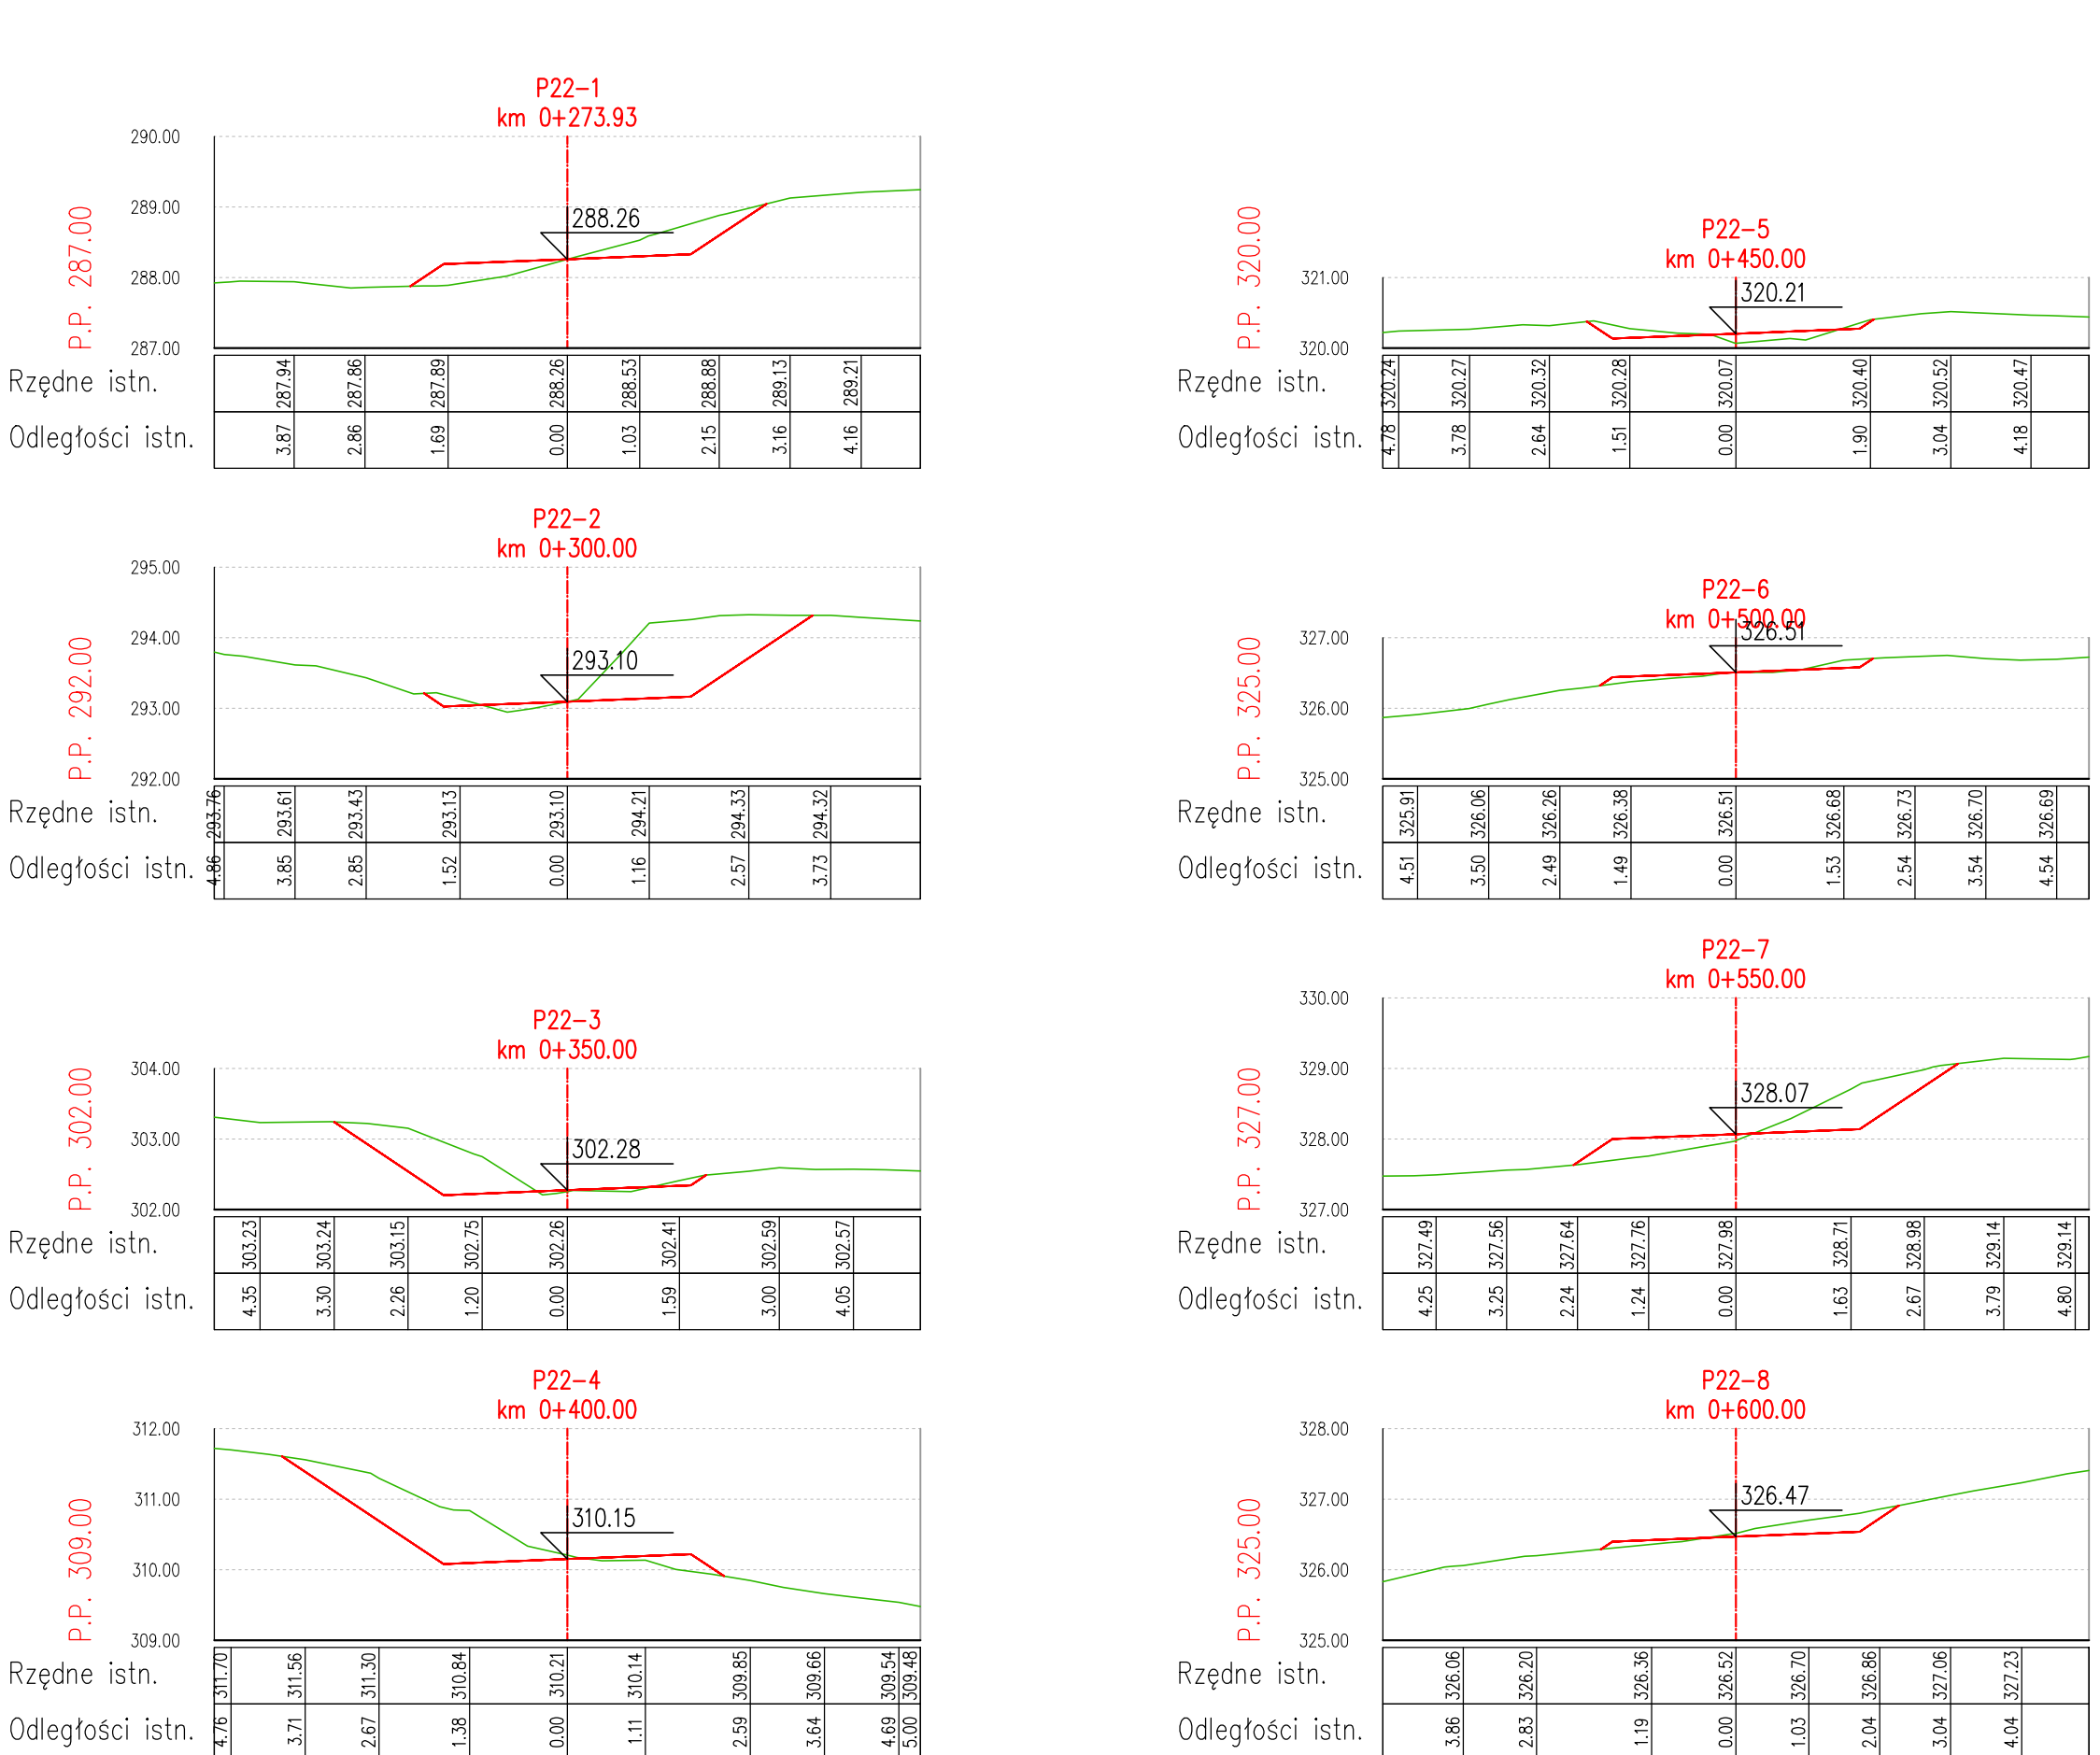 P22-1
km 0+273.93
290.00
289.00
288.00
287.00
P.P. 287.00
288.26
Rzędne istn.
287.94 287.86 287.89 288.26 288.53 288.88 289.13 289.21
Odległości istn.
3.87 2.86 1.69 0.00 1.03 2.15 3.16 4.16
P22-2
km 0+300.00
295.00
294.00
293.00
292.00
P.P. 292.00
293.10
Rzędne istn.
293.76 293.61 293.43 293.13 293.10 294.21 294.33 294.32
Odległości istn.
4.86 3.85 2.85 1.52 0.00 1.16 2.57 3.73
P22-3
km 0+350.00
304.00
303.00
302.00
P.P. 302.00
302.28
Rzędne istn.
303.23 303.24 303.15 302.75 302.26 302.41 302.59 302.57
Odległości istn.
4.35 3.30 2.26 1.20 0.00 1.59 3.00 4.05
P22-4
km 0+400.00
312.00
311.00
310.00
309.00
P.P. 309.00
310.15
Rzędne istn.
311.70 311.56 311.30 310.84 310.21 310.14 309.85 309.66 309.54 309.48
Odległości istn.
4.76 3.71 2.67 1.38 0.00 1.11 2.59 3.64 4.69 5.00
P22-5
km 0+450.00
321.00
320.00
P.P. 320.00
320.21
Rzędne istn.
320.24 320.27 320.32 320.28 320.07 320.40 320.52 320.47
Odległości istn.
4.78 3.78 2.64 1.51 0.00 1.90 3.04 4.18
P22-6
km 0+500.00
327.00
326.00
325.00
P.P. 325.00
326.51
Rzędne istn.
325.91 326.06 326.26 326.38 326.51 326.68 326.73 326.70 326.69
Odległości istn.
4.51 3.50 2.49 1.49 0.00 1.53 2.54 3.54 4.54
P22-7
km 0+550.00
330.00
329.00
328.00
327.00
P.P. 327.00
328.07
Rzędne istn.
327.49 327.56 327.64 327.76 327.98 328.71 328.98 329.14 329.14
Odległości istn.
4.25 3.25 2.24 1.24 0.00 1.63 2.67 3.79 4.80
P22-8
km 0+600.00
328.00
327.00
326.00
325.00
P.P. 325.00
326.47
Rzędne istn.
326.06 326.20 326.36 326.52 326.70 326.86 327.06 327.23
Odległości istn.
3.86 2.83 1.19 0.00 1.03 2.04 3.04 4.04